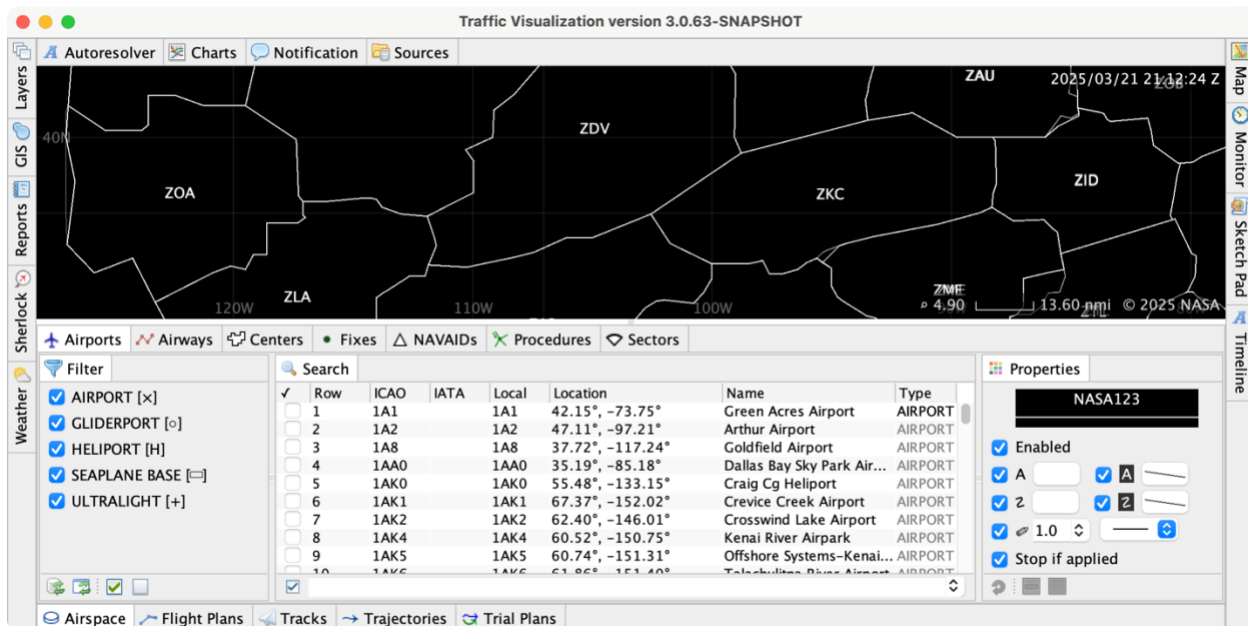 Traffic Visualization version 3.0.63-SNAPSHOT
Autoresolver Charts Notification Sources
Layers
GIS
Reports
Sherlock
Weather
ZAU 2025/03/21 21:12:24 Z
40N
ZDV
ZOA
ZKC
ZID
ZLA
120W 110W 100W
4.90 13.60 nmi © 2025 NASA
Map
Monitor
Sketch Pad
Timeline
Airports Airways Centers Fixes NAVAIDs Procedures Sectors
Filter
AIRPORT [×]
GLIDERPORT [○]
HELIPORT [H]
SEAPLANE BASE [▭]
ULTRALIGHT [+]
Search
✓ Row ICAO IATA Local Location Name Type
1 1A1 1A1 42.15°, -73.75° Green Acres Airport AIRPORT
2 1A2 1A2 47.11°, -97.21° Arthur Airport AIRPORT
3 1A8 1A8 37.72°, -117.24° Goldfield Airport AIRPORT
4 1AA0 1AA0 35.19°, -85.18° Dallas Bay Sky Park Air... AIRPORT
5 1AK0 1AK0 55.48°, -133.15° Craig Cg Heliport AIRPORT
6 1AK1 1AK1 67.37°, -152.02° Crevice Creek Airport AIRPORT
7 1AK2 1AK2 62.40°, -146.01° Crosswind Lake Airport AIRPORT
8 1AK4 1AK4 60.52°, -150.75° Kenai River Airpark AIRPORT
9 1AK5 1AK5 60.74°, -151.31° Offshore Systems-Kenai... AIRPORT
Properties
NASA123
Enabled
A A
2 2
1.0
Stop if applied
Airspace Flight Plans Tracks Trajectories Trial Plans